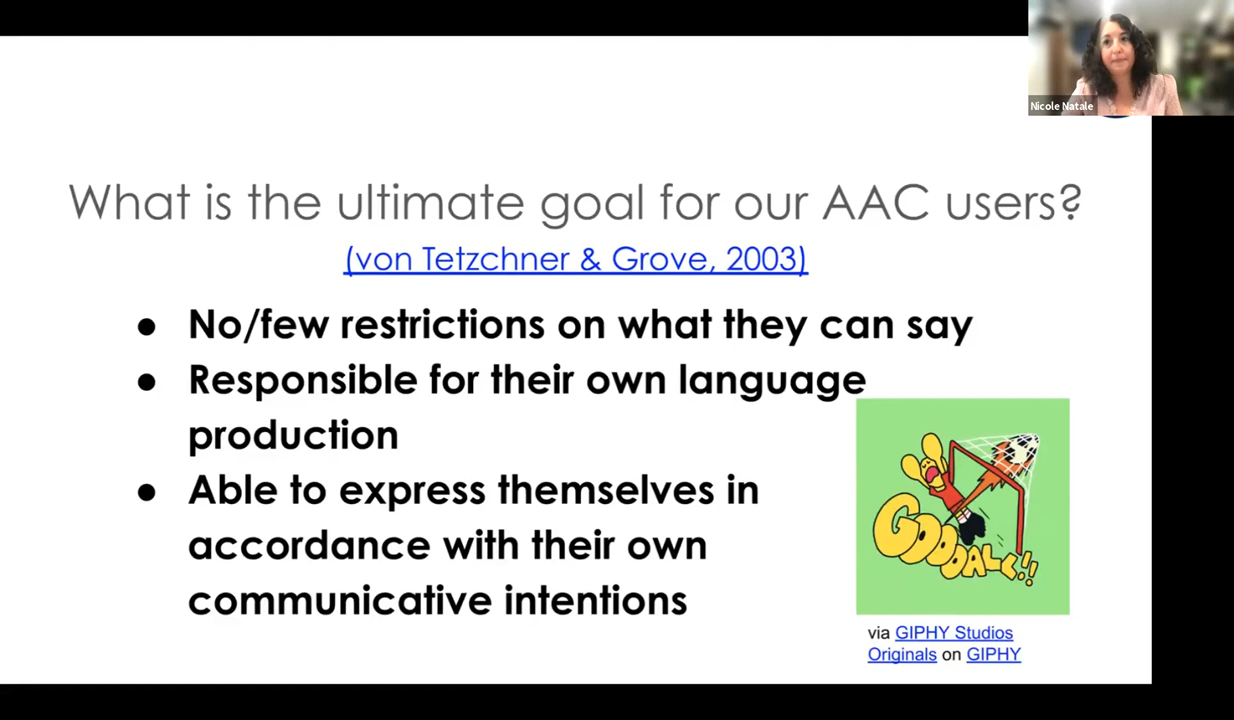 Nicole Natale
What is the ultimate goal for our AAC users?
(von Tetzchner & Grove, 2003)
● No/few restrictions on what they can say
● Responsible for their own language
production
● Able to express themselves in
accordance with their own
communicative intentions
GOOOALL!!
via GIPHY Studios
Originals on GIPHY